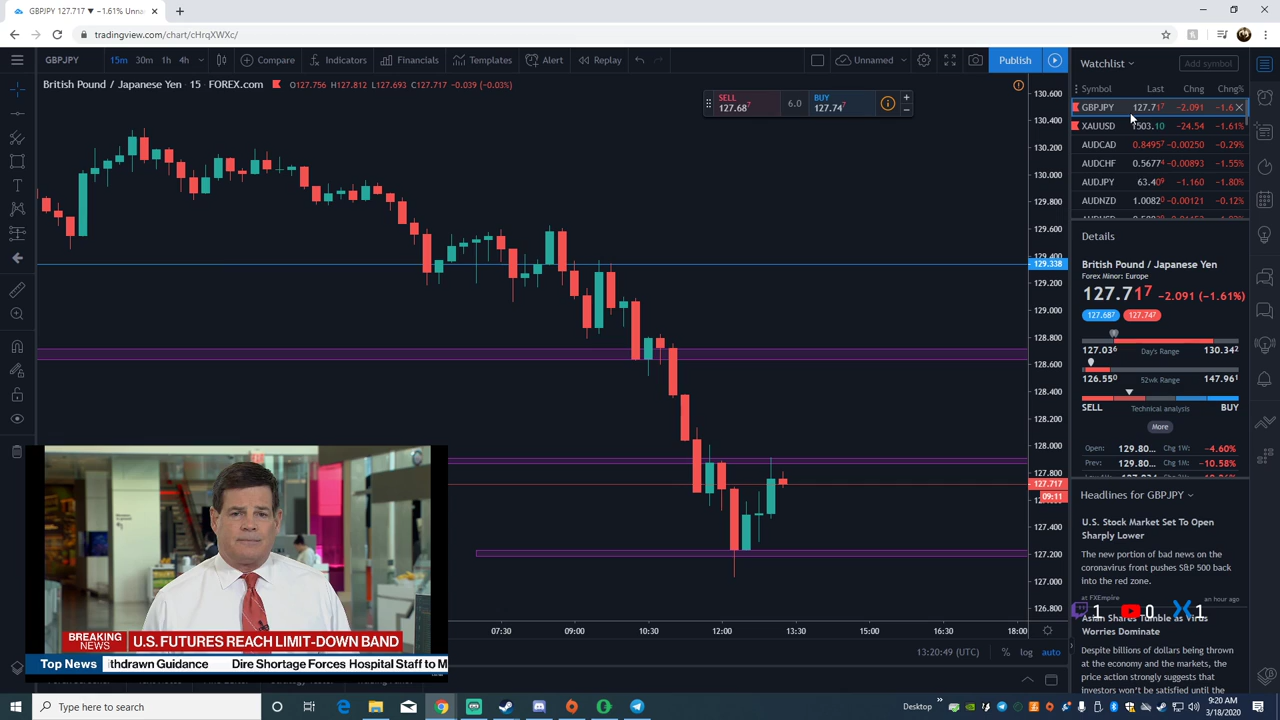 GBPJPY 127.717 ▼ −1.61% Unnamed
tradingview.com/chart/cHrqXWXc/
GBPJPY 15m 30m 1h 4h Compare Indicators Financials Templates Alert Replay Unnamed Publish
British Pound / Japanese Yen · 15 · FOREX.com O127.756 H127.812 L127.693 C127.717 −0.039 (−0.03%)
SELL 127.687 6.0 BUY 127.747
130.600
130.400
130.200
130.000
129.800
129.600
129.400
129.338
129.200
129.000
128.800
128.600
128.400
128.200
128.000
127.800
127.717
09:11
127.400
127.200
127.000
126.800
07:30 09:00 10:30 12:00 13:30 15:00 16:30 18:00
13:20:49 (UTC) % log auto
Watchlist Add symbol
Symbol Last Chng Chng%
GBPJPY 127.717 −2.091 −1.6
XAUUSD 1503.10 −24.54 −1.61%
AUDCAD 0.84957 −0.00250 −0.29%
AUDCHF 0.56774 −0.00893 −1.55%
AUDJPY 63.409 −1.160 −1.80%
AUDNZD 1.00820 −0.00121 −0.12%
Details
British Pound / Japanese Yen
Forex Minor: Europe
127.717 −2.091 (−1.61%)
127.687 127.747
127.036 Day's Range 130.342
126.550 52wk Range 147.961
SELL Technical analysis BUY
More
Open: 129.80... Chg 1W: −4.60%
Prev: 129.80... Chg 1M: −10.58%
Headlines for GBPJPY
U.S. Stock Market Set To Open
Sharply Lower
The new portion of bad news on the
coronavirus front pushes S&P 500 back
into the red zone.
at FXEmpire an hour ago
1 0 1
Asian Shares Tumble as Virus
Worries Dominate
Despite billions of dollars being thrown
at the economy and the markets, the
price action strongly suggests that
investors won't be satisfied until the
BREAKING NEWS U.S. FUTURES REACH LIMIT-DOWN BAND
Top News thdrawn Guidance Dire Shortage Forces Hospital Staff to M
Type here to search
Desktop
9:20 AM
3/18/2020